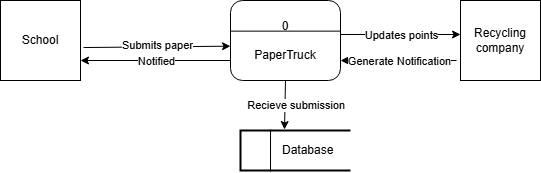 School
Submits paper
Notified
0
PaperTruck
Updates points
Generate Notification
Recycling
company
Recieve submission
Database